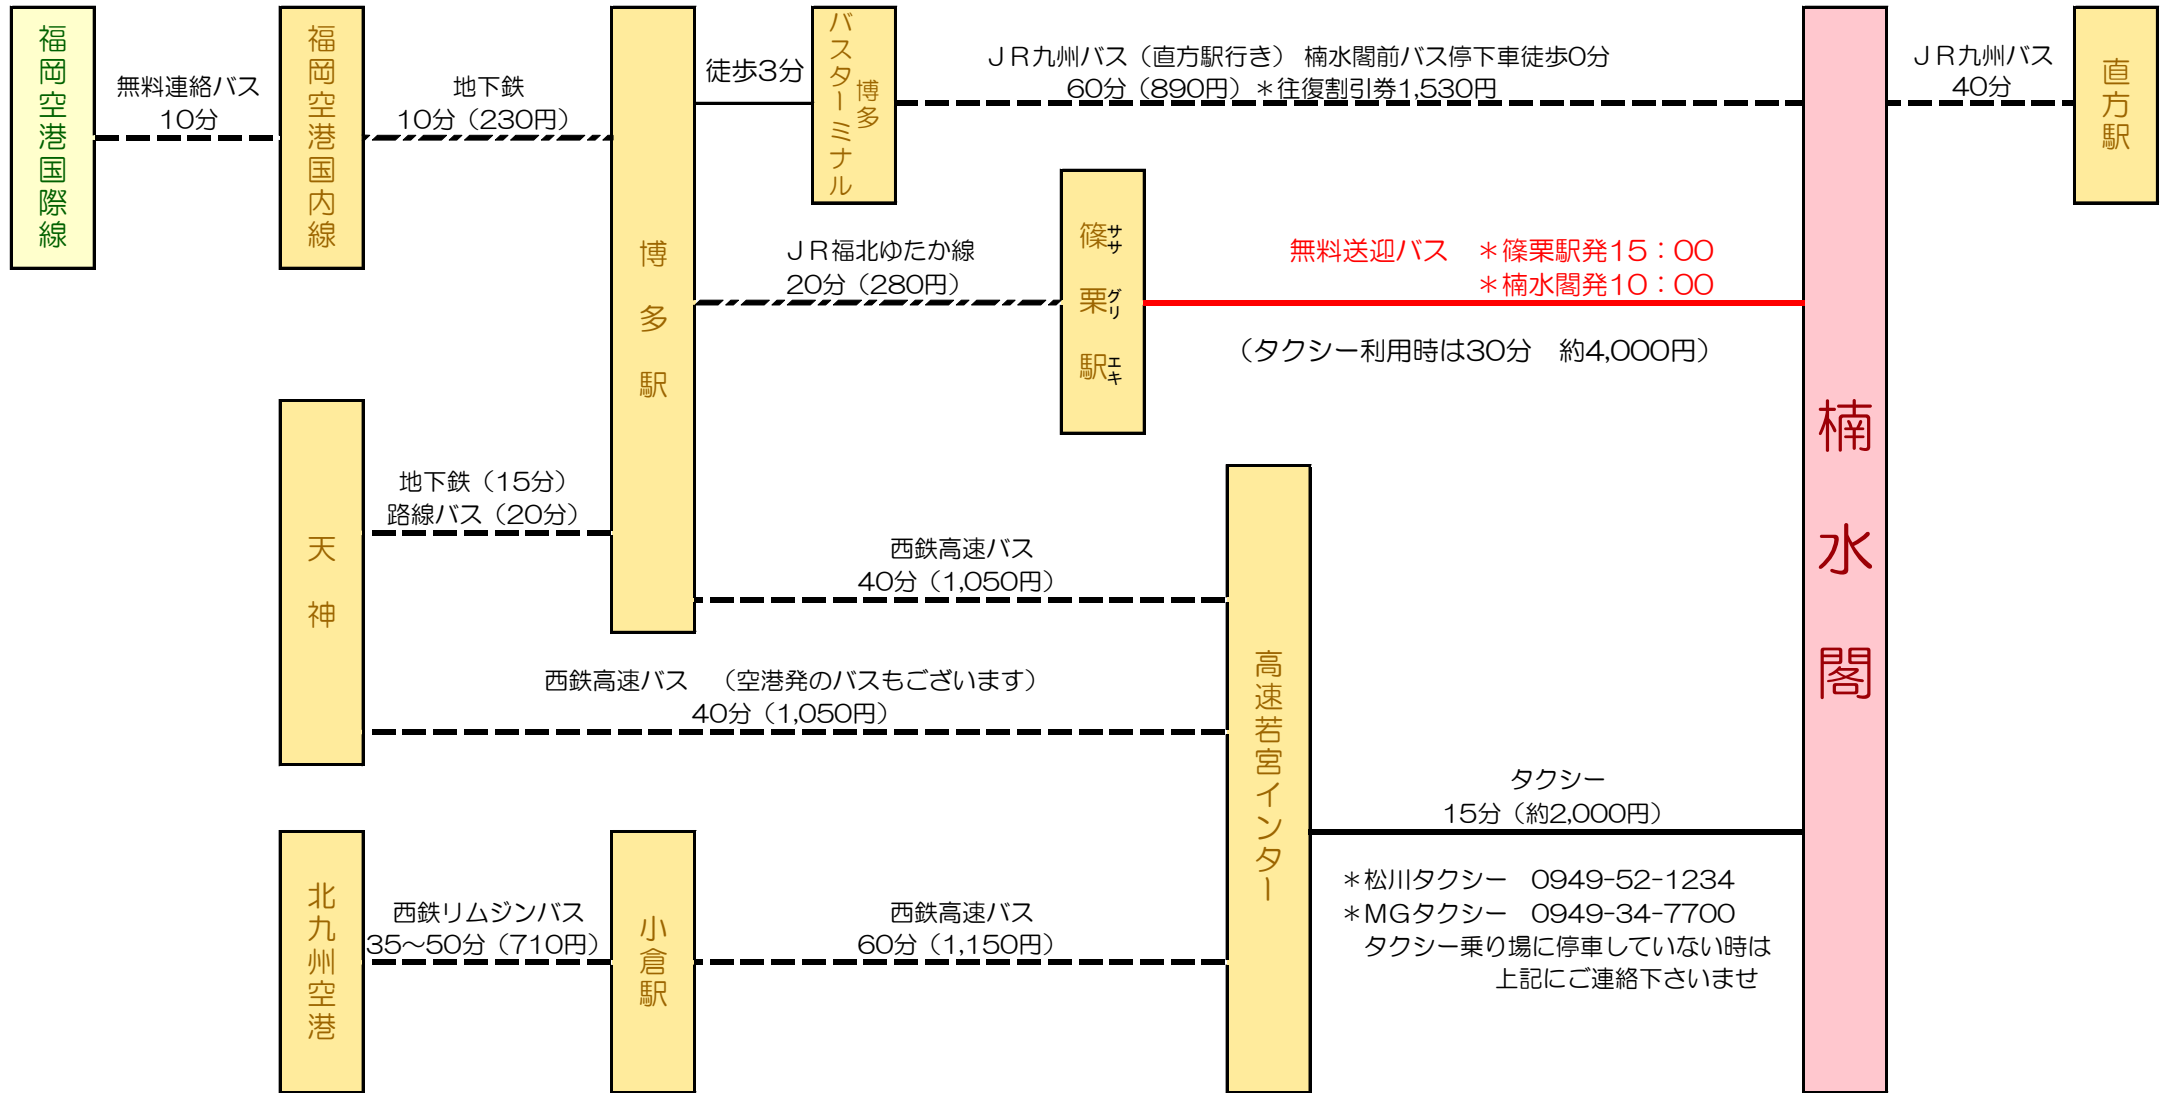 福岡空港国際線
無料連絡バス
10分
福岡空港国内線
地下鉄
10分（230円）
博多駅
徒歩3分
博多
バスターミナル
ＪＲ九州バス（直方駅行き） 楠水閣前バス停下車徒歩0分
60分（890円）＊往復割引券1,530円
楠水閣
ＪＲ九州バス
40分
直方駅
ＪＲ福北ゆたか線
20分（280円）
篠栗駅
ササグリエキ
無料送迎バス　＊篠栗駅発15：00
＊楠水閣発10：00
（タクシー利用時は30分　約4,000円）
天神
地下鉄（15分）
路線バス（20分）
西鉄高速バス
40分（1,050円）
西鉄高速バス　（空港発のバスもございます）
40分（1,050円）
高速若宮インター
タクシー
15分（約2,000円）
＊松川タクシー　0949-52-1234
＊ＭＧタクシー　0949-34-7700
タクシー乗り場に停車していない時は
上記にご連絡下さいませ
北九州空港
西鉄リムジンバス
35～50分（710円）
小倉駅
西鉄高速バス
60分（1,150円）